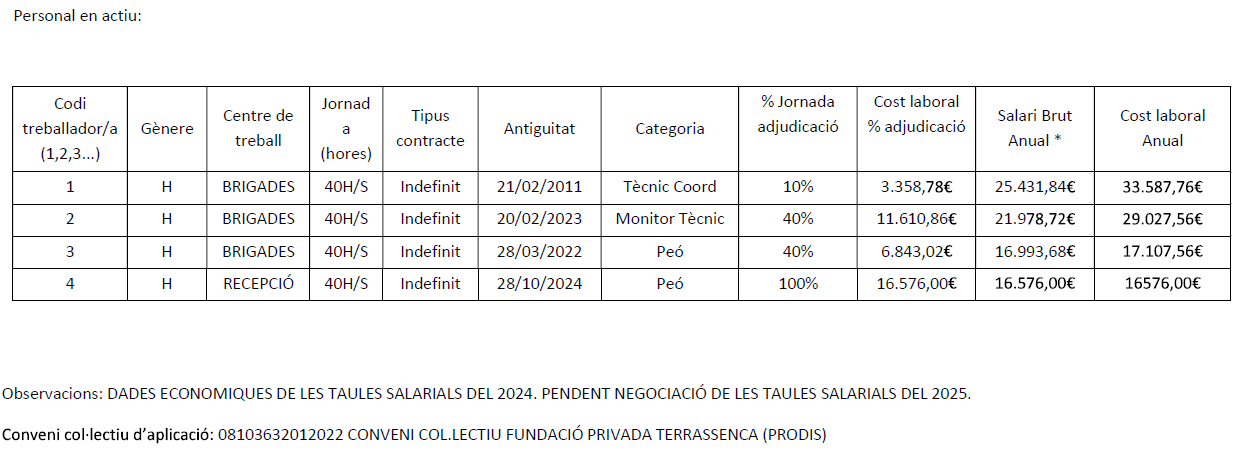 Personal en actiu:
Codi treballador/a (1,2,3...) Gènere Centre de treball Jornad a (hores) Tipus contracte Antiguitat Categoria % Jornada adjudicació Cost laboral % adjudicació Salari Brut Anual * Cost laboral Anual
1 H BRIGADES 40H/S Indefinit 21/02/2011 Tècnic Coord 10% 3.358,78€ 25.431,84€ 33.587,76€
2 H BRIGADES 40H/S Indefinit 20/02/2023 Monitor Tècnic 40% 11.610,86€ 21.978,72€ 29.027,56€
3 H BRIGADES 40H/S Indefinit 28/03/2022 Peó 40% 6.843,02€ 16.993,68€ 17.107,56€
4 H RECEPCIÓ 40H/S Indefinit 28/10/2024 Peó 100% 16.576,00€ 16.576,00€ 16576,00€
Observacions: DADES ECONOMIQUES DE LES TAULES SALARIALS DEL 2024. PENDENT NEGOCIACIÓ DE LES TAULES SALARIALS DEL 2025.
Conveni col·lectiu d'aplicació: 08103632012022 CONVENI COL.LECTIU FUNDACIÓ PRIVADA TERRASSENCA (PRODIS)